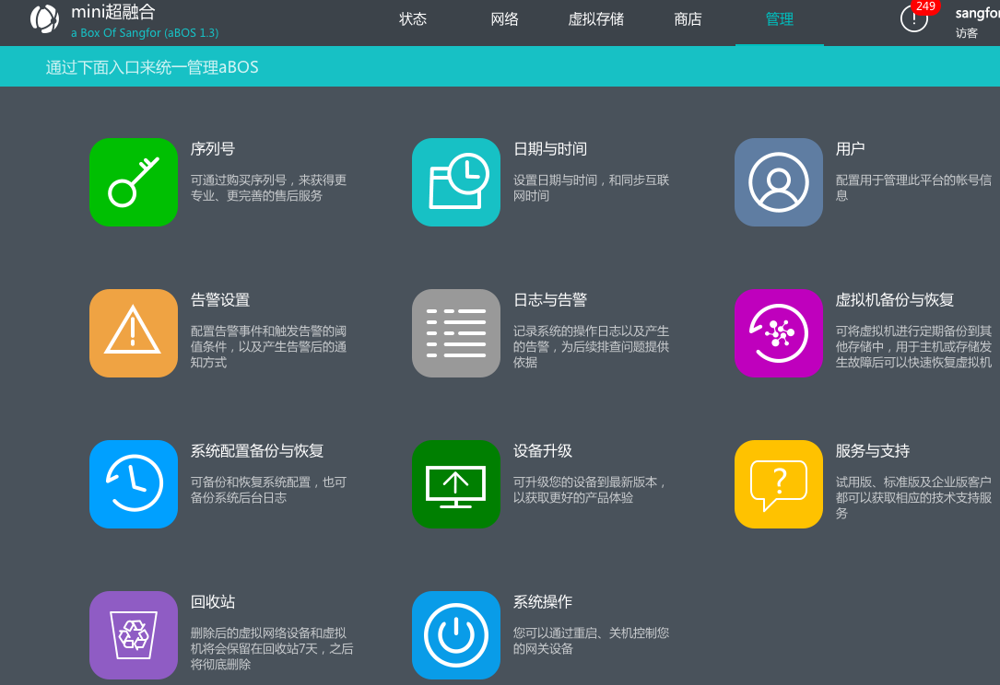 mini超融合
a Box Of Sangfor (aBOS 1.3)
状态
网络
虚拟存储
商店
管理
249
访客
通过下面入口来统一管理aBOS
序列号
可通过购买序列号，来获得更
专业、更完善的售后服务
日期与时间
设置日期与时间，和同步互联
网时间
用户
配置用于管理此平台的帐号信
息
告警设置
配置告警事件和触发告警的阈
值条件，以及产生告警后的通
知方式
日志与告警
记录系统的操作日志以及产生
的告警，为后续排查问题提供
依据
虚拟机备份与恢复
可将虚拟机进行定期备份到其
他存储中，用于主机或存储发
生故障后可以快速恢复虚拟机
系统配置备份与恢复
可备份和恢复系统配置，也可
备份系统后台日志
设备升级
可升级您的设备到最新版本，
以获取更好的产品体验
服务与支持
试用版、标准版及企业版客户
都可以获取相应的技术支持服
务
回收站
删除后的虚拟网络设备和虚拟
机将会保留在回收站7天，之后
将彻底删除
系统操作
您可以通过重启、关机控制您
的网关设备